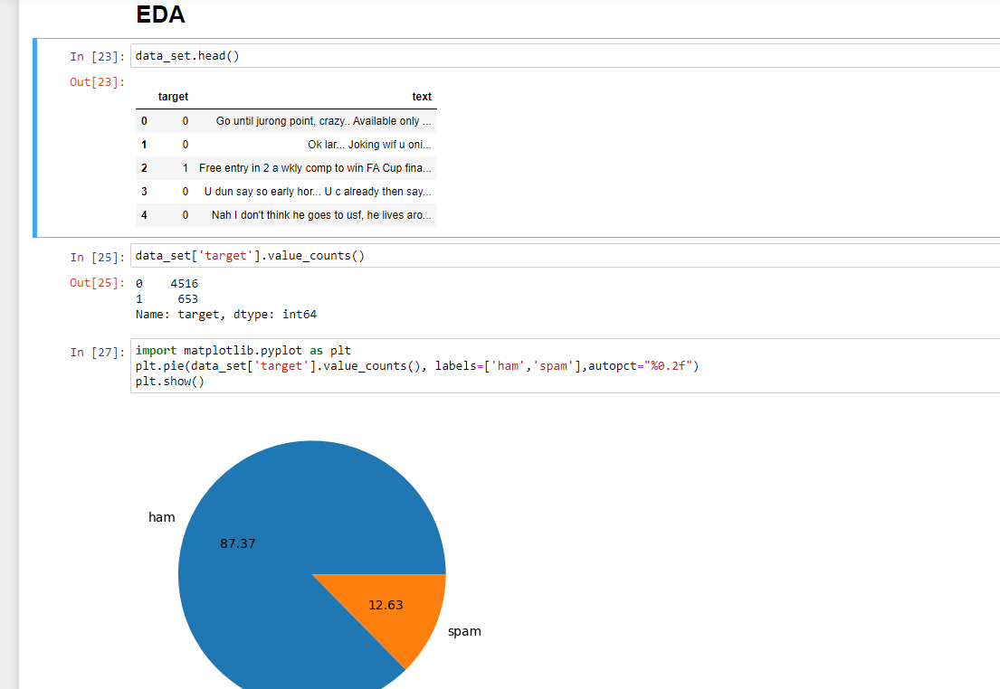 EDA
In [23]: data_set.head()
Out[23]:
target text
0 0 Go until jurong point, crazy.. Available only ...
1 0 Ok lar... Joking wif u oni...
2 1 Free entry in 2 a wkly comp to win FA Cup fina...
3 0 U dun say so early hor... U c already then say...
4 0 Nah I don't think he goes to usf, he lives aro...
In [25]: data_set['target'].value_counts()
Out[25]: 0 4516
1 653
Name: target, dtype: int64
In [27]: import matplotlib.pyplot as plt
plt.pie(data_set['target'].value_counts(), labels=['ham','spam'],autopct="%0.2f")
plt.show()
ham
87.37
12.63
spam